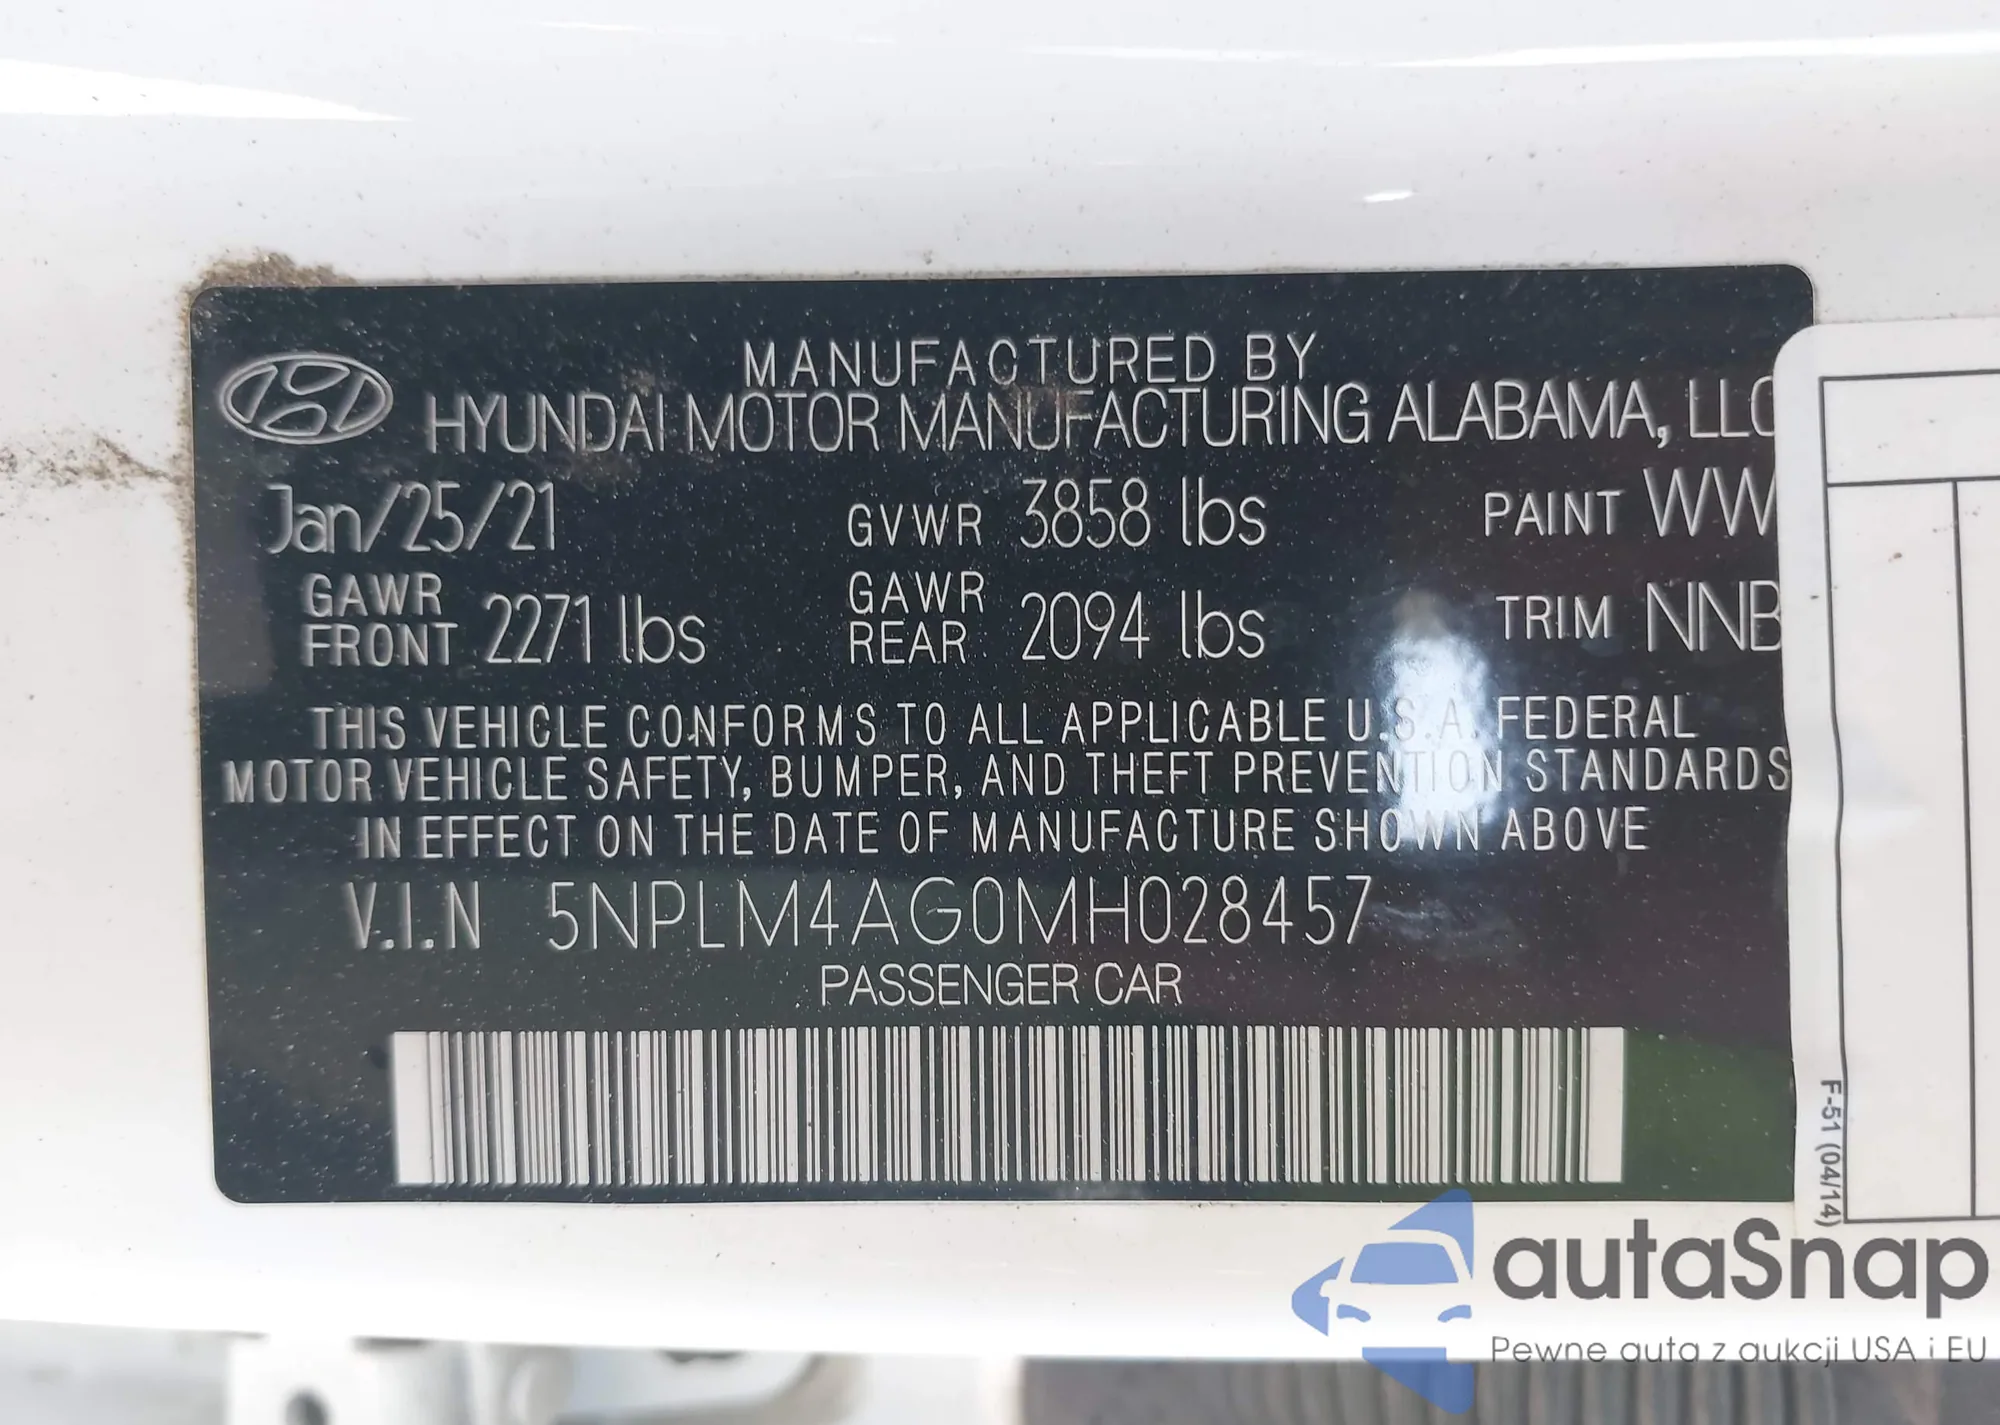 MANUFACTURED BY
HYUNDAI MOTOR MANUFACTURING ALABAMA, LLC
Jan/25/21 GVWR 3858 lbs PAINT WW
GAWR FRONT 2271 lbs GAWR REAR 2094 lbs TRIM NNB
THIS VEHICLE CONFORMS TO ALL APPLICABLE U.S.A. FEDERAL
MOTOR VEHICLE SAFETY, BUMPER, AND THEFT PREVENTION STANDARDS
IN EFFECT ON THE DATE OF MANUFACTURE SHOWN ABOVE
V.I.N 5NPLM4AG0MH028457
PASSENGER CAR
F-51 (04/14)
autaSnap
Pewne auta z aukcji USA i EU